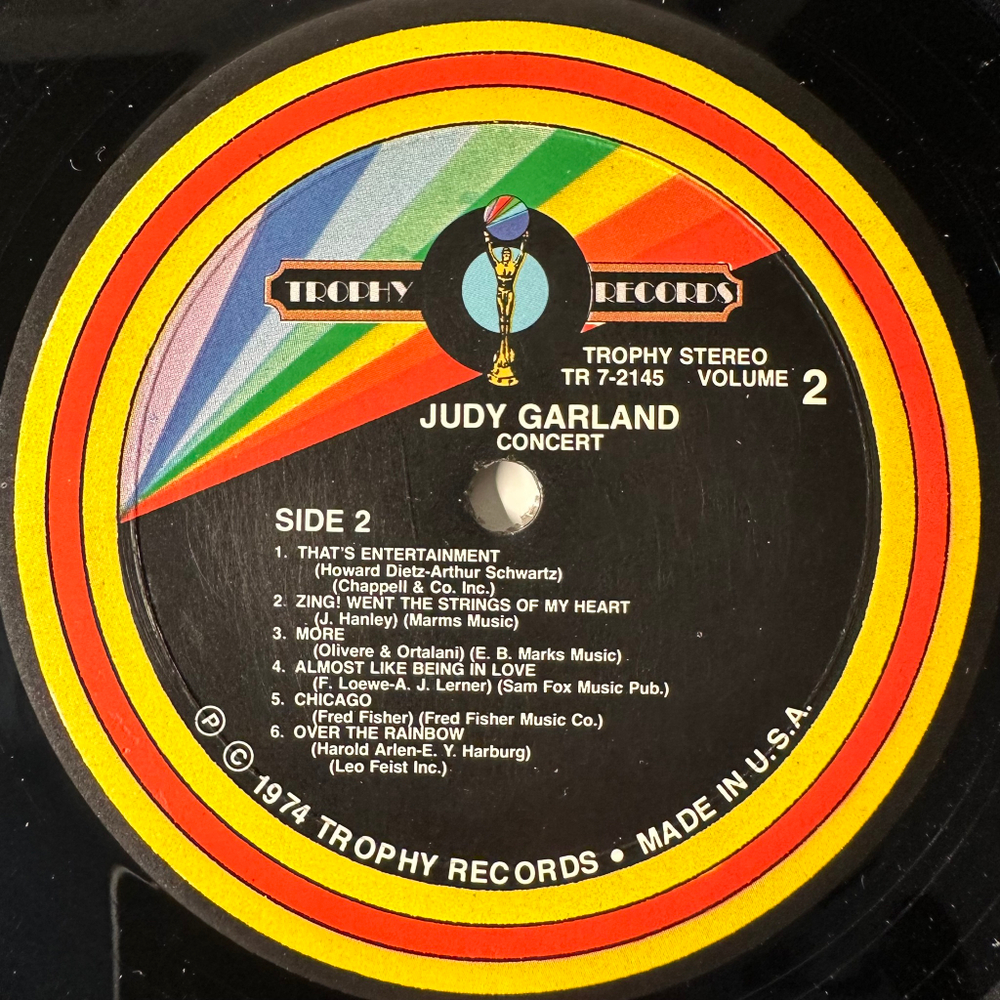 TROPHY RECORDS
TROPHY STEREO
TR 7-2145 VOLUME 2
JUDY GARLAND
CONCERT
SIDE 2
1. THAT'S ENTERTAINMENT
(Howard Dietz-Arthur Schwartz)
(Chappell & Co. Inc.)
2. ZING! WENT THE STRINGS OF MY HEART
(J. Hanley) (Marms Music)
3. MORE
(Olivere & Ortalani) (E. B. Marks Music)
4. ALMOST LIKE BEING IN LOVE
(F. Loewe-A. J. Lerner) (Sam Fox Music Pub.)
5. CHICAGO
(Fred Fisher) (Fred Fisher Music Co.)
6. OVER THE RAINBOW
(Harold Arlen-E. Y. Harburg)
(Leo Feist Inc.)
Ⓟ © 1974 TROPHY RECORDS • MADE IN U.S.A.